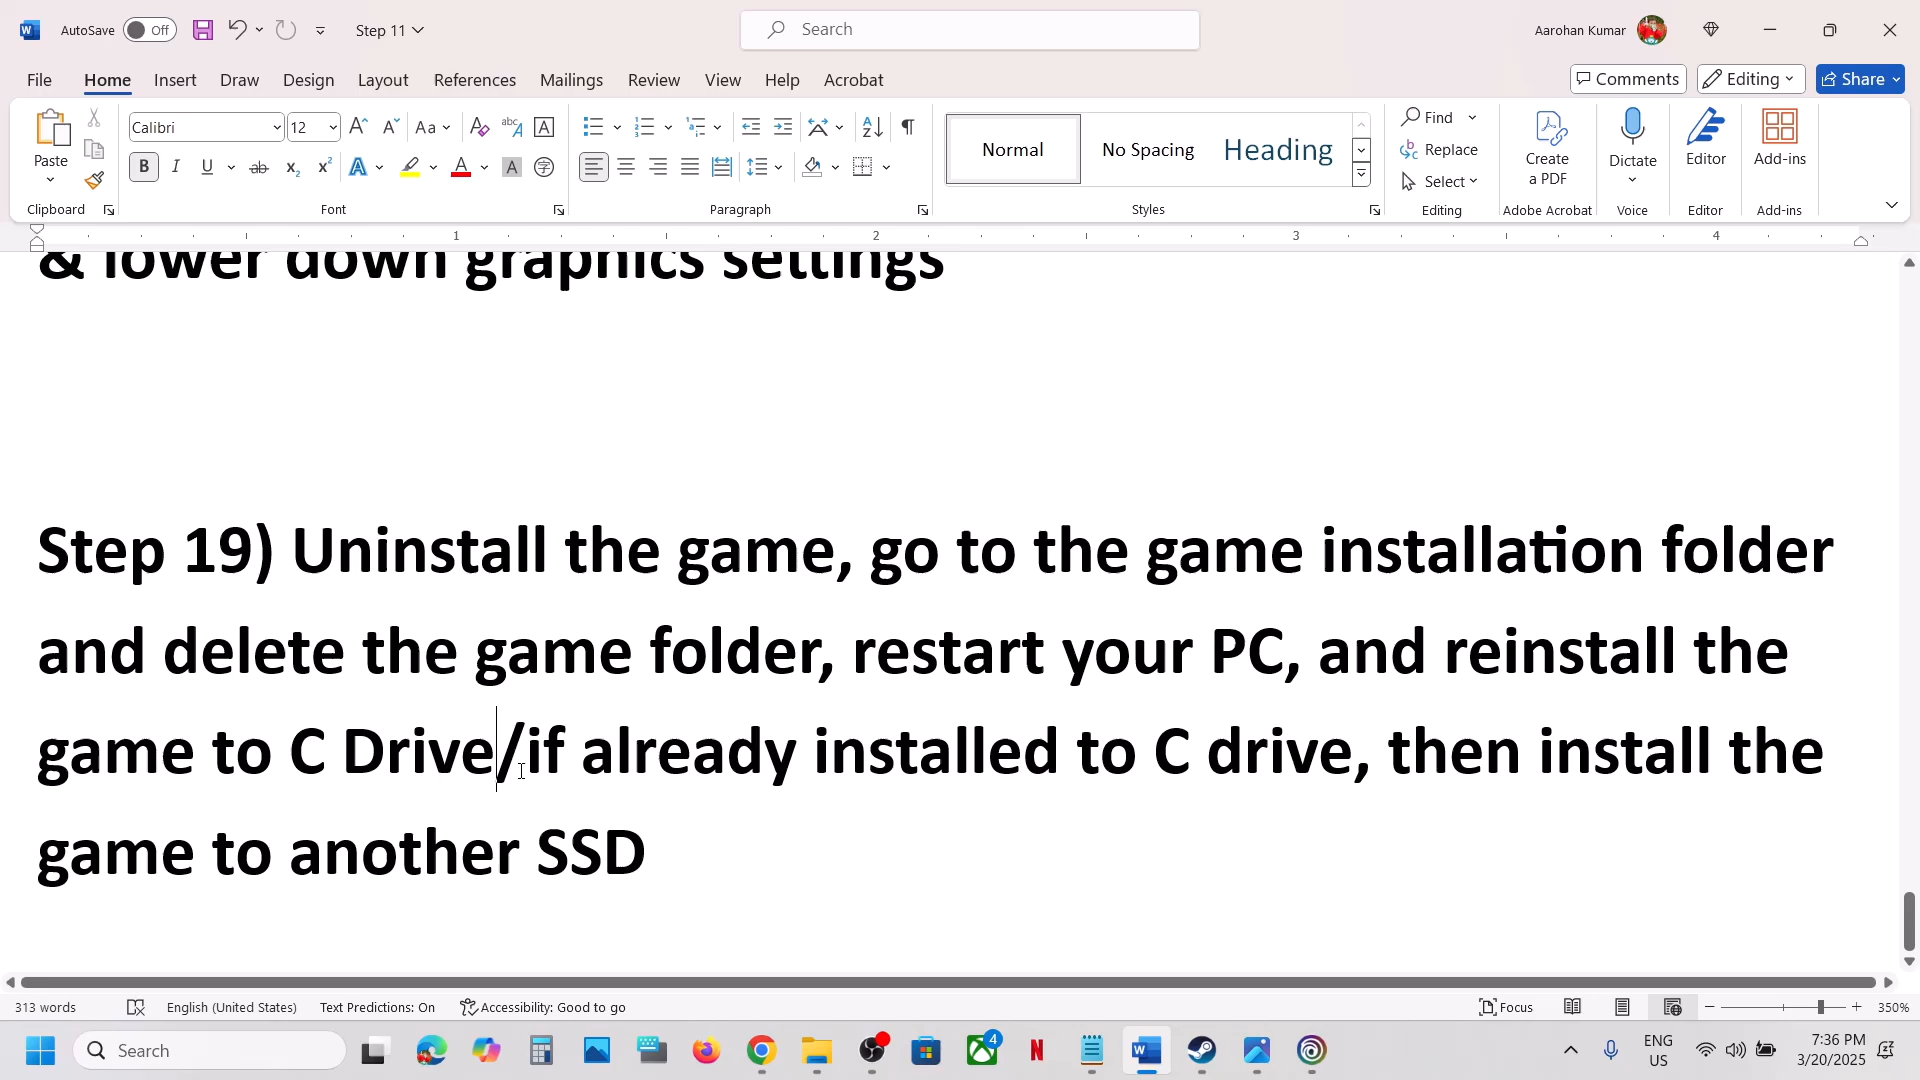 AutoSave Off Step 11 Search Aarohan Kumar
File Home Insert Draw Design Layout References Mailings Review View Help Acrobat Comments Editing Share
Paste Calibri 12 Normal No Spacing Heading Find Replace Select Create a PDF Dictate Editor Add-ins
Clipboard Font Paragraph Styles Editing Adobe Acrobat Voice Editor Add-ins
1 2 3 4
& lower down graphics settings
Step 19) Uninstall the game, go to the game installation folder
and delete the game folder, restart your PC, and reinstall the
game to C Drive/if already installed to C drive, then install the
game to another SSD
313 words English (United States) Text Predictions: On Accessibility: Good to go Focus 350%
Search 4 ENG US 7:36 PM 3/20/2025